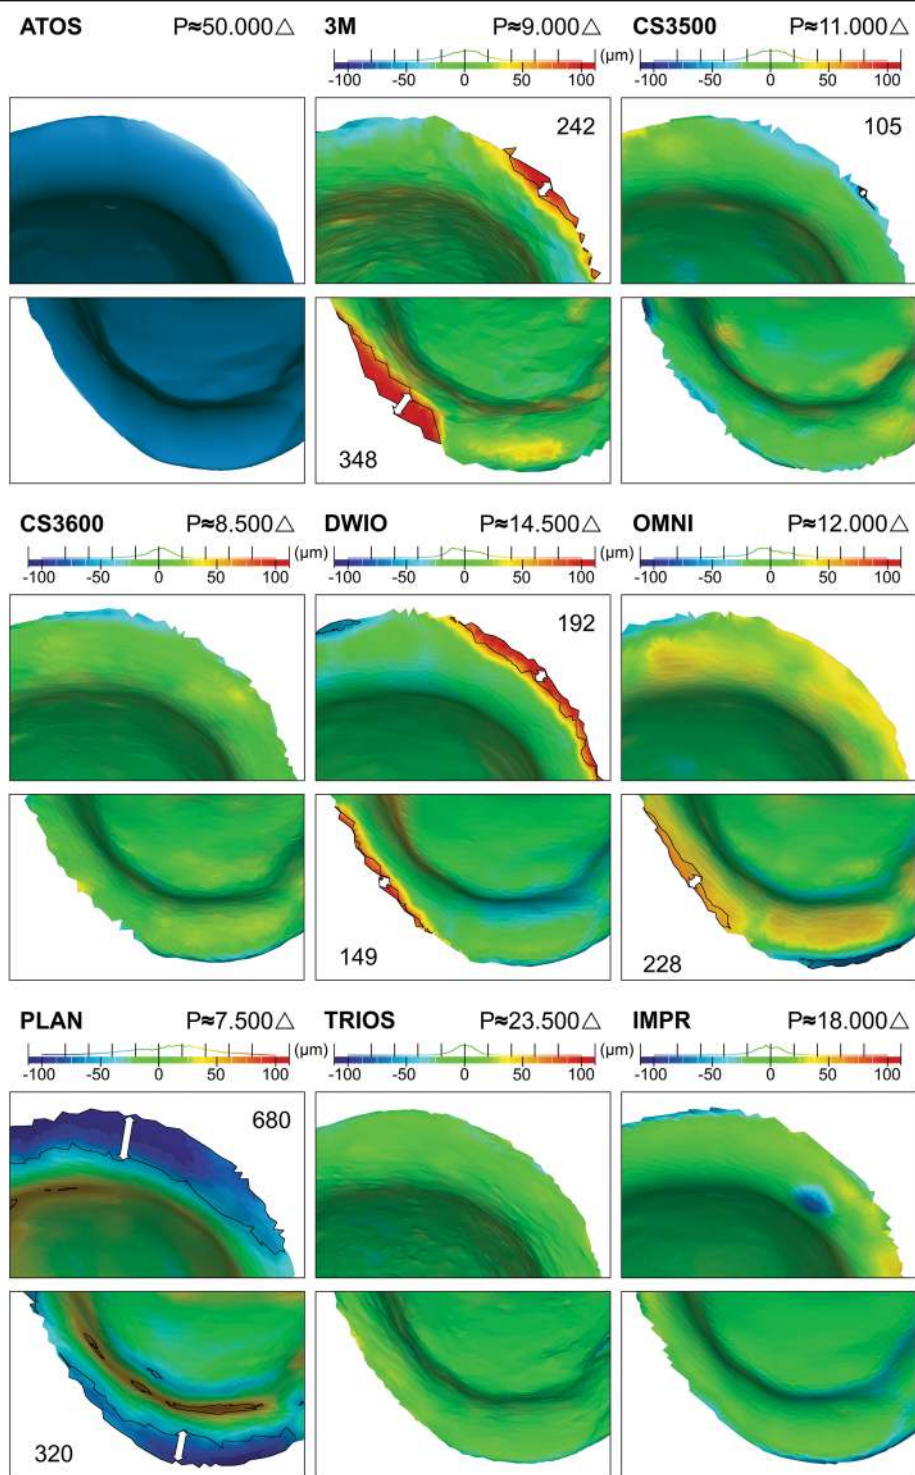 ATOS P≈50.000△ 3M P≈9.000△ CS3500 P≈11.000△
(µm) (µm)
-100 -50 0 50 100 -100 -50 0 50 100
242 105
348
CS3600 P≈8.500△ DWIO P≈14.500△ OMNI P≈12.000△
(µm) (µm)
-100 -50 0 50 100 -100 -50 0 50 100 -100 -50 0 50 100
192
149 228
PLAN P≈7.500△ TRIOS P≈23.500△ IMPR P≈18.000△
(µm) (µm)
-100 -50 0 50 100 -100 -50 0 50 100 -100 -50 0 50 100
680
320